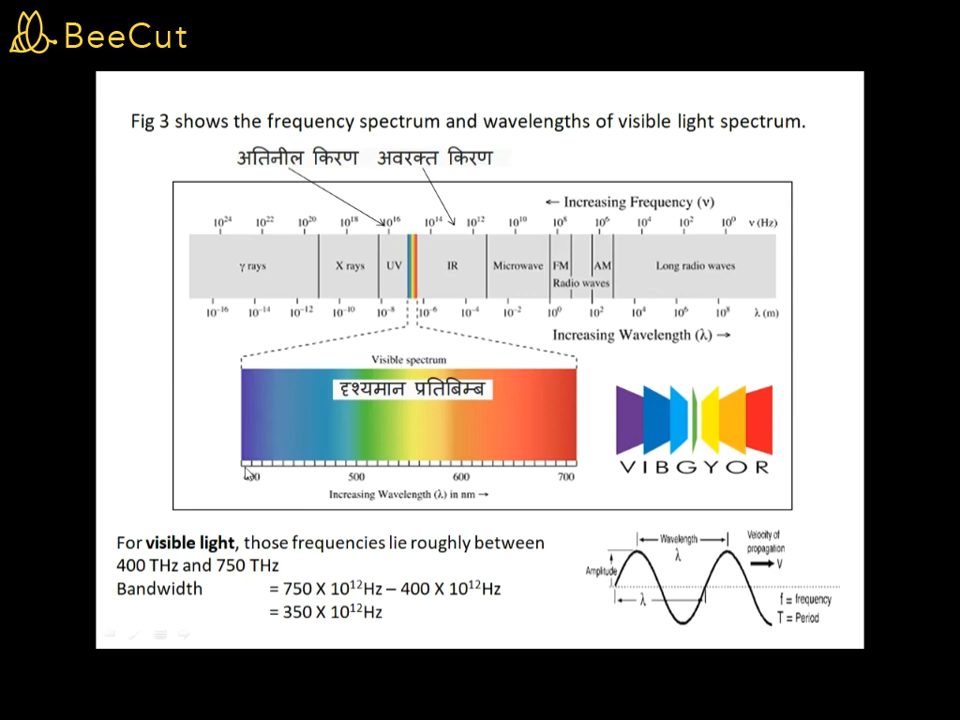 BeeCut
Fig 3 shows the frequency spectrum and wavelengths of visible light spectrum.
अतिनील किरण अवरक्त किरण
← Increasing Frequency (ν)
10²⁴ 10²² 10²⁰ 10¹⁸ 10¹⁶ 10¹⁴ 10¹² 10¹⁰ 10⁸ 10⁶ 10⁴ 10² 10⁰ ν (Hz)
γ rays X rays UV IR Microwave FM AM Long radio waves
Radio waves
10⁻¹⁶ 10⁻¹⁴ 10⁻¹² 10⁻¹⁰ 10⁻⁸ 10⁻⁶ 10⁻⁴ 10⁻² 10⁰ 10² 10⁴ 10⁶ 10⁸ λ (m)
Increasing Wavelength (λ) →
Visible spectrum
दृश्यमान प्रतिबिम्ब
400 500 600 700
Increasing Wavelength (λ) in nm →
VIBGYOR
For visible light, those frequencies lie roughly between
400 THz and 750 THz
Bandwidth = 750 X 10¹²Hz – 400 X 10¹²Hz
= 350 X 10¹²Hz
Wavelength
λ
Velocity of
propagation
V
Amplitude
λ
f = frequency
T = Period